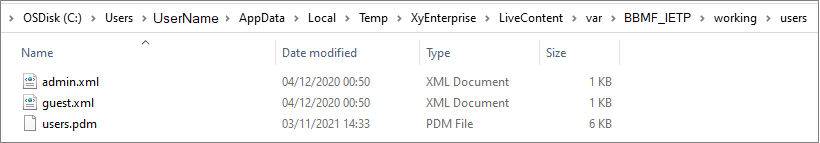 OSDisk (C:) > Users > UserName > AppData > Local > Temp > XyEnterprise > LiveContent > var > BBMF_IETP > working > users
Name Date modified Type Size
admin.xml 04/12/2020 00:50 XML Document 1 KB
guest.xml 04/12/2020 00:50 XML Document 1 KB
users.pdm 03/11/2021 14:33 PDM File 6 KB